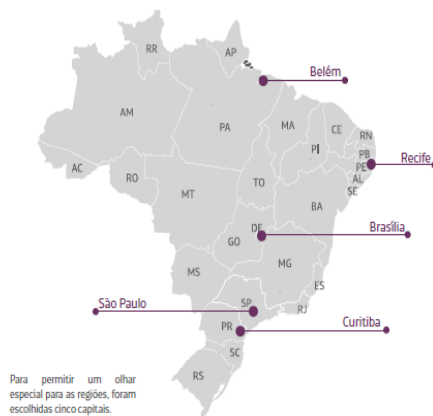 RR
AP
Belém
AM
PA
MA
CE
RN
PI
PB
Recife
PE
AC
AL
RO
TO
SE
MT
BA
DF
Brasília
GO
MG
MS
ES
São Paulo
SP
RJ
PR
Curitiba
SC
RS
Para permitir um olhar
especial para as regiões, foram
escolhidas cinco capitais.